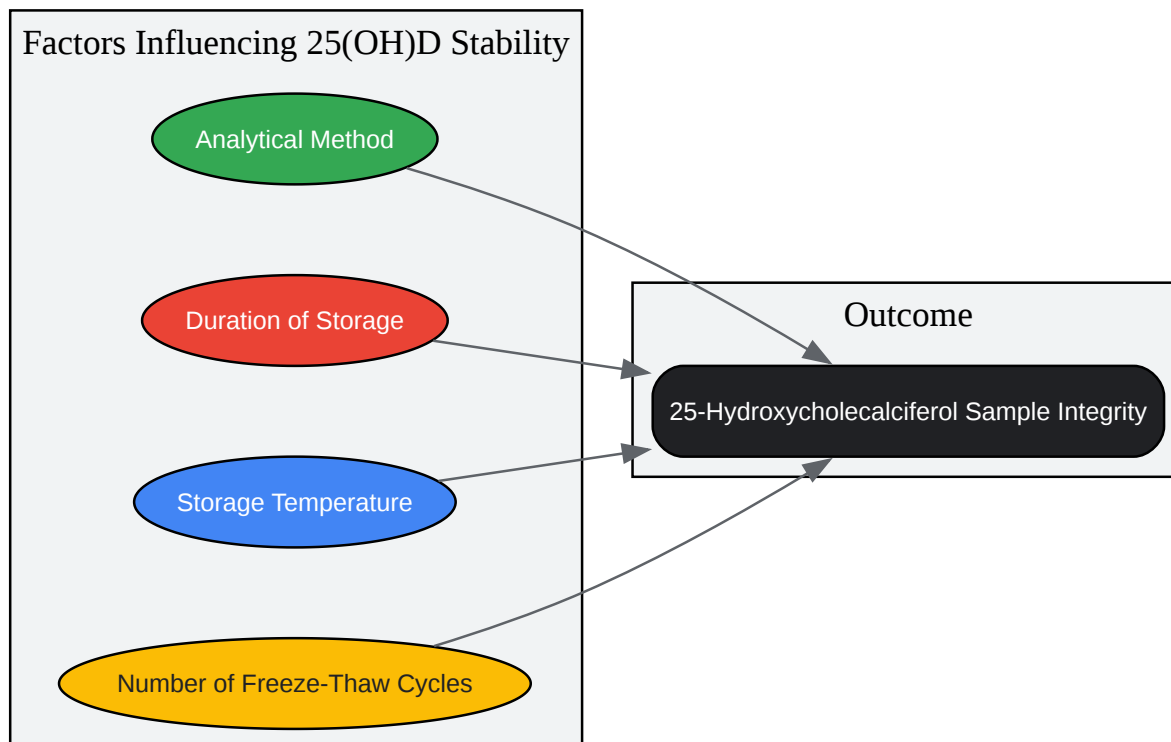 Factors Influencing 25(OH)D Stability
Analytical Method
Duration of Storage
Storage Temperature
Number of Freeze-Thaw Cycles
Outcome
25-Hydroxycholecalciferol Sample Integrity